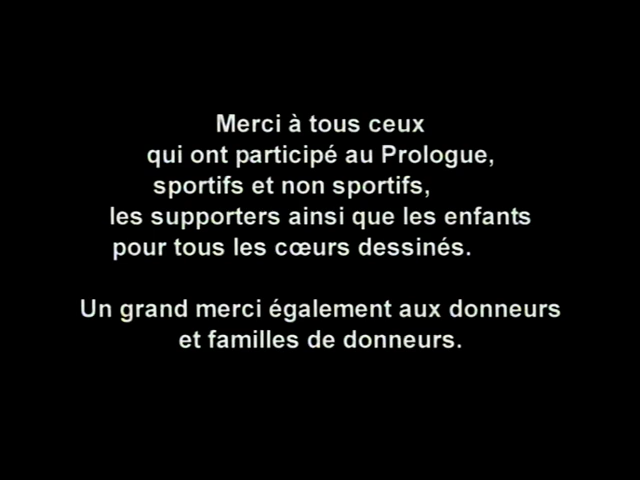 Merci à tous ceux
qui ont participé au Prologue,
sportifs et non sportifs,
les supporters ainsi que les enfants
pour tous les cœurs dessinés.
Un grand merci également aux donneurs
et familles de donneurs.